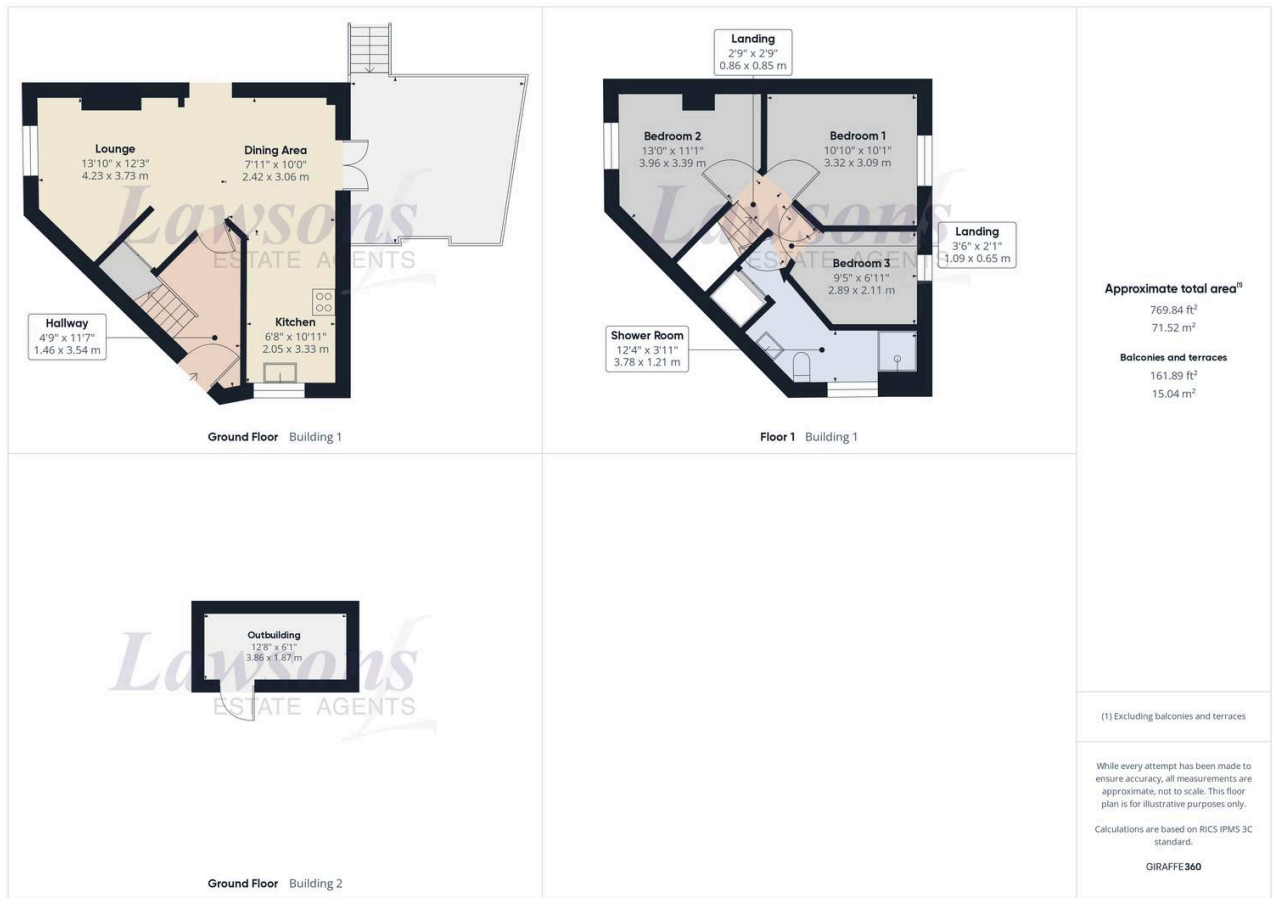 Lounge
13'10" x 12'3"
4.23 x 3.73 m
Dining Area
7'11" x 10'0"
2.42 x 3.06 m
Hallway
4'9" x 11'7"
1.46 x 3.54 m
Kitchen
6'8" x 10'11"
2.05 x 3.33 m
Lawsons
ESTATE AGENTS
Ground Floor Building 1
Landing
2'9" x 2'9"
0.86 x 0.85 m
Bedroom 2
13'0" x 11'1"
3.96 x 3.39 m
Bedroom 1
10'10" x 10'1"
3.32 x 3.09 m
Landing
3'6" x 2'1"
1.09 x 0.65 m
Bedroom 3
9'5" x 6'11"
2.89 x 2.11 m
Shower Room
12'4" x 3'11"
3.78 x 1.21 m
Lawsons
ESTATE AGENTS
Floor 1 Building 1
Outbuilding
12'8" x 6'1"
3.86 x 1.87 m
Lawsons
ESTATE AGENTS
Ground Floor Building 2
Approximate total area(1)
769.84 ft²
71.52 m²
Balconies and terraces
161.89 ft²
15.04 m²
(1) Excluding balconies and terraces
While every attempt has been made to
ensure accuracy, all measurements are
approximate, not to scale. This floor
plan is for illustrative purposes only.
Calculations are based on RICS IPMS 3C
standard.
GIRAFFE360